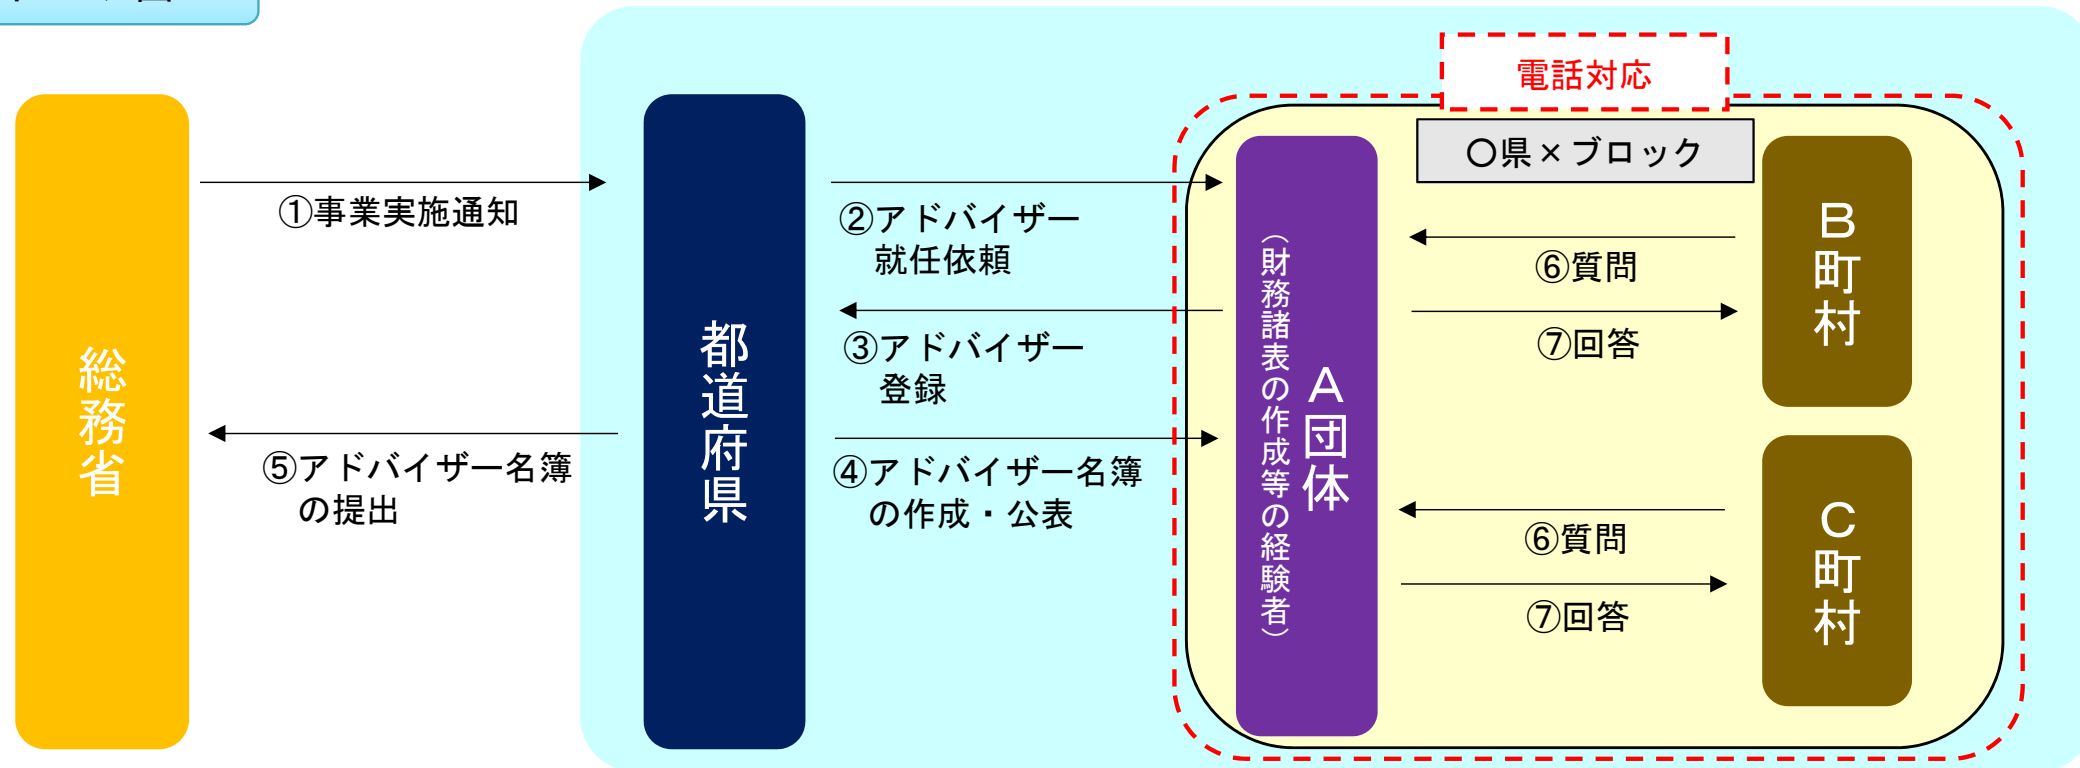 電話対応
〇県×ブロック
総務省
①事業実施通知
⑤アドバイザー名簿
の提出
都道府県
②アドバイザー
就任依頼
③アドバイザー
登録
④アドバイザー名簿
の作成・公表
A団体
（財務諸表の作成等の経験者）
⑥質問
⑦回答
B町村
⑥質問
⑦回答
C町村